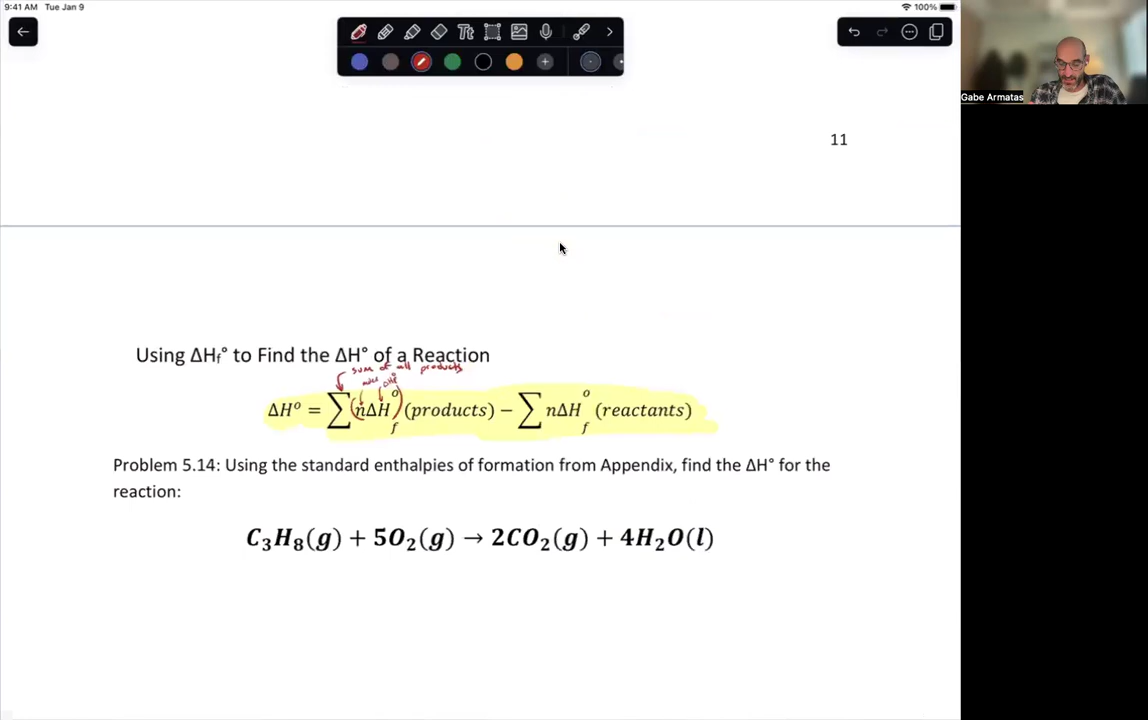 9:41 AM Tue Jan 9
100%
Tt
Gabe Armatas
11
Using ΔHf° to Find the ΔH° of a Reaction
sum of all products
ΔH° = ∑(nΔH°f)(products) − ∑nΔH°f(reactants)
Problem 5.14: Using the standard enthalpies of formation from Appendix, find the ΔH° for the
reaction:
C₃H₈(g) + 5O₂(g) → 2CO₂(g) + 4H₂O(l)